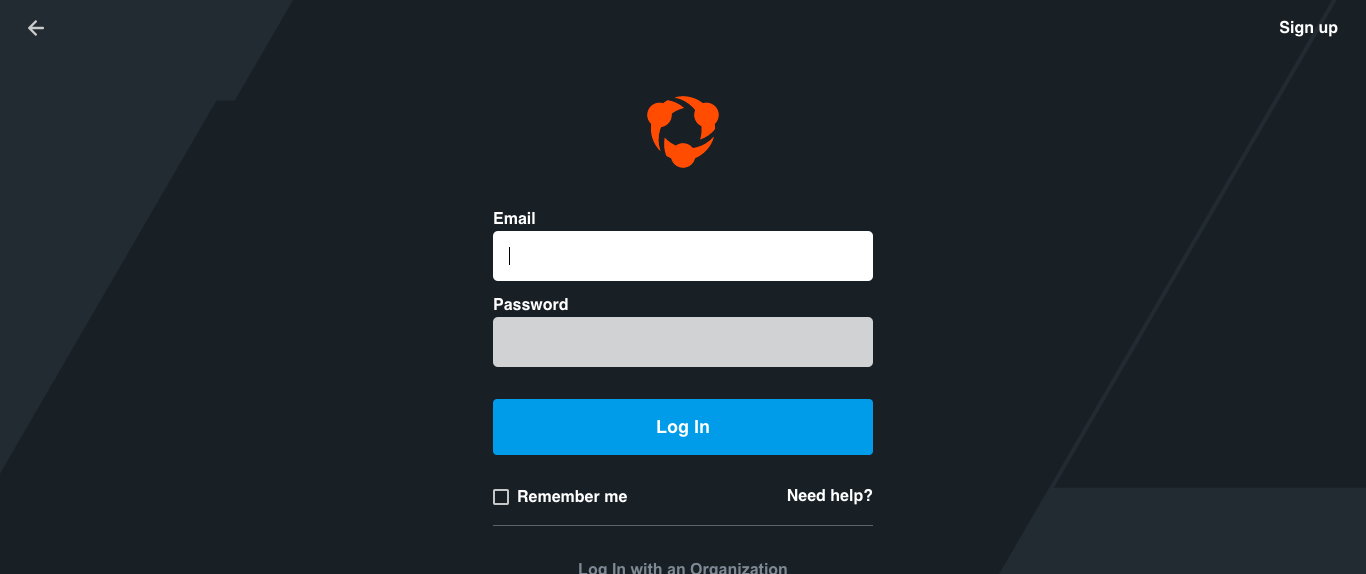 Sign up
Email
Password
Log In
Remember me
Need help?
Log In with an Organization